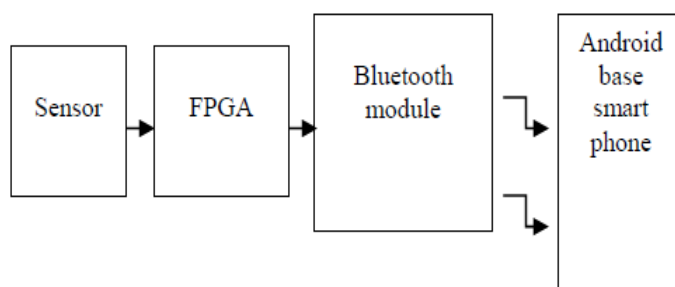 Sensor
FPGA
Bluetooth
module
Android
base
smart
phone